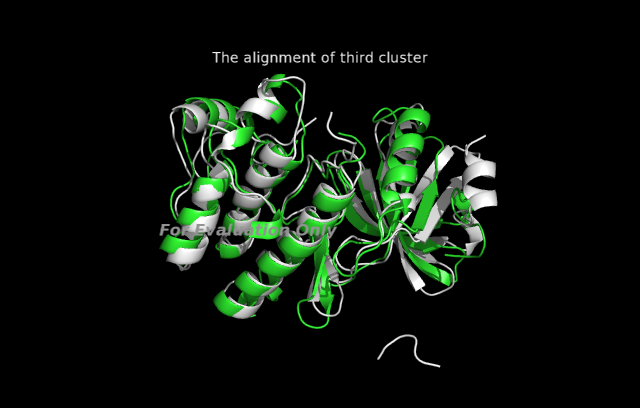 The alignment of third cluster
For Evaluation Only